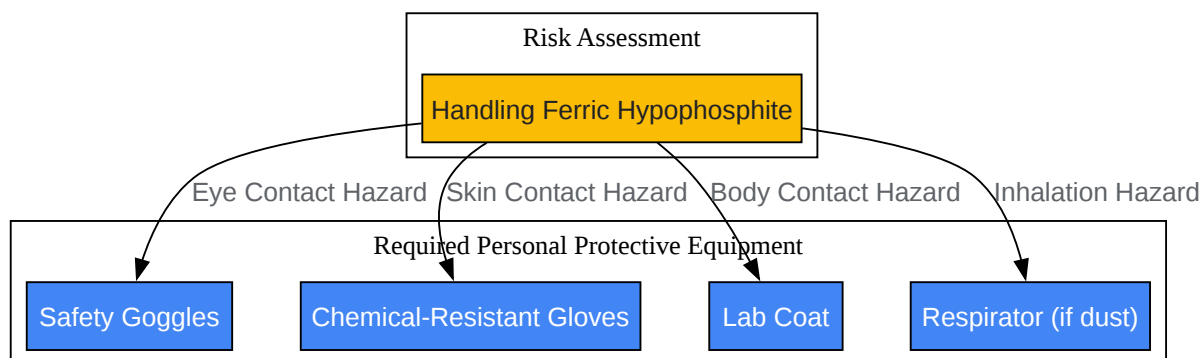 Risk Assessment
Handling Ferric Hypophosphite
Eye Contact Hazard
Skin Contact Hazard
Body Contact Hazard
Inhalation Hazard
Required Personal Protective Equipment
Safety Goggles
Chemical-Resistant Gloves
Lab Coat
Respirator (if dust)